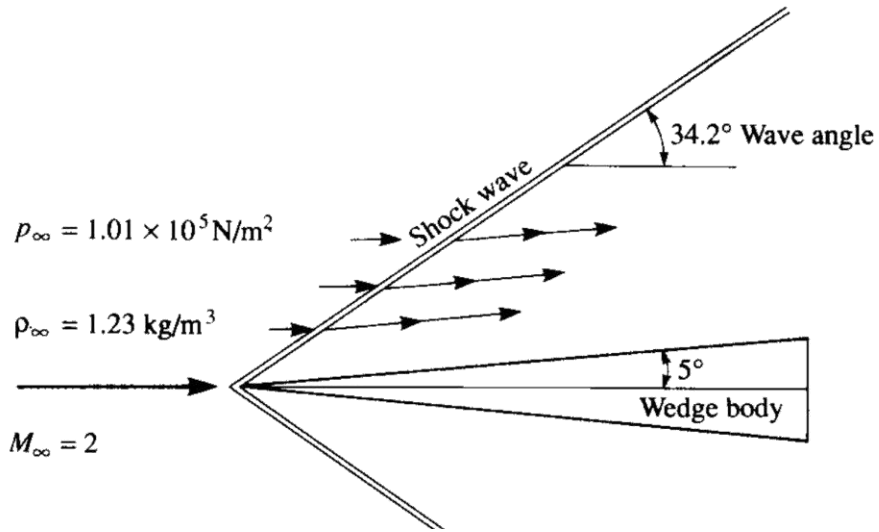 34.2° Wave angle
Shock wave
p∞ = 1.01 × 10⁵ N/m²
ρ∞ = 1.23 kg/m³
5°
Wedge body
M∞ = 2